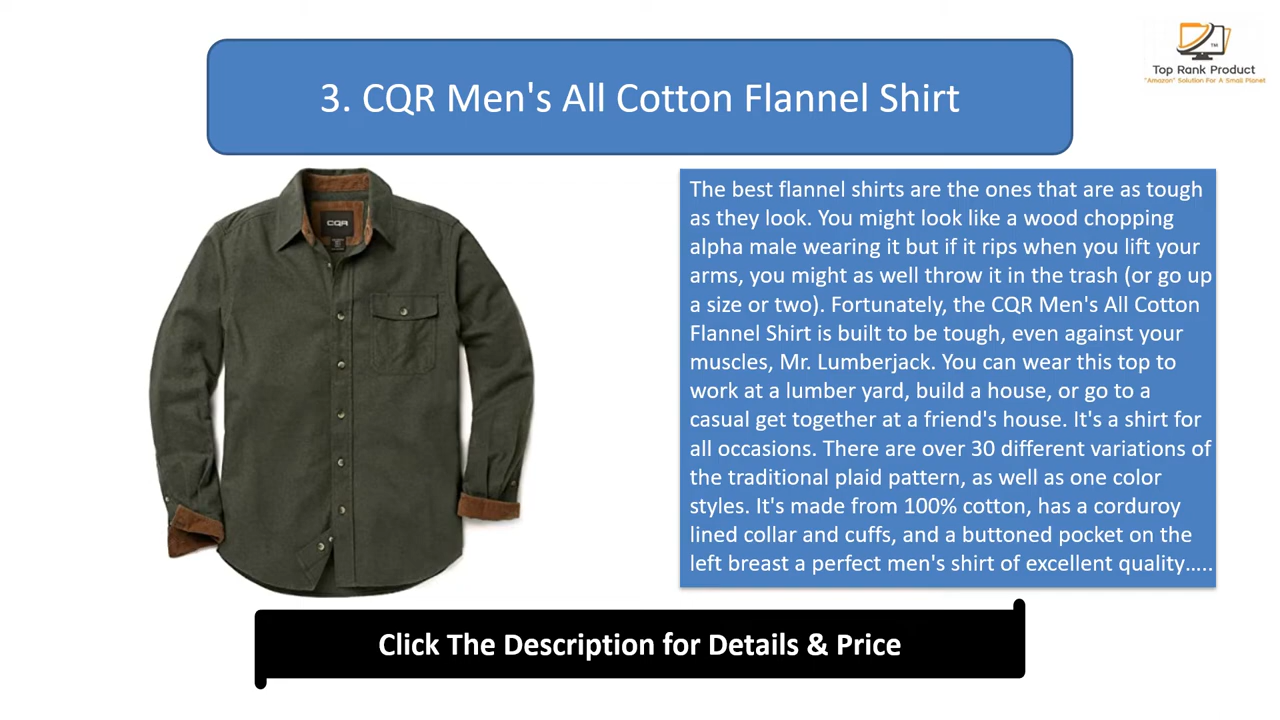 Top Rank Product
"Amazon" Solution For A Small Planet
TM
3. CQR Men's All Cotton Flannel Shirt
CQR
The best flannel shirts are the ones that are as tough
as they look. You might look like a wood chopping
alpha male wearing it but if it rips when you lift your
arms, you might as well throw it in the trash (or go up
a size or two). Fortunately, the CQR Men's All Cotton
Flannel Shirt is built to be tough, even against your
muscles, Mr. Lumberjack. You can wear this top to
work at a lumber yard, build a house, or go to a
casual get together at a friend's house. It's a shirt for
all occasions. There are over 30 different variations of
the traditional plaid pattern, as well as one color
styles. It's made from 100% cotton, has a corduroy
lined collar and cuffs, and a buttoned pocket on the
left breast a perfect men's shirt of excellent quality.....
Click The Description for Details & Price